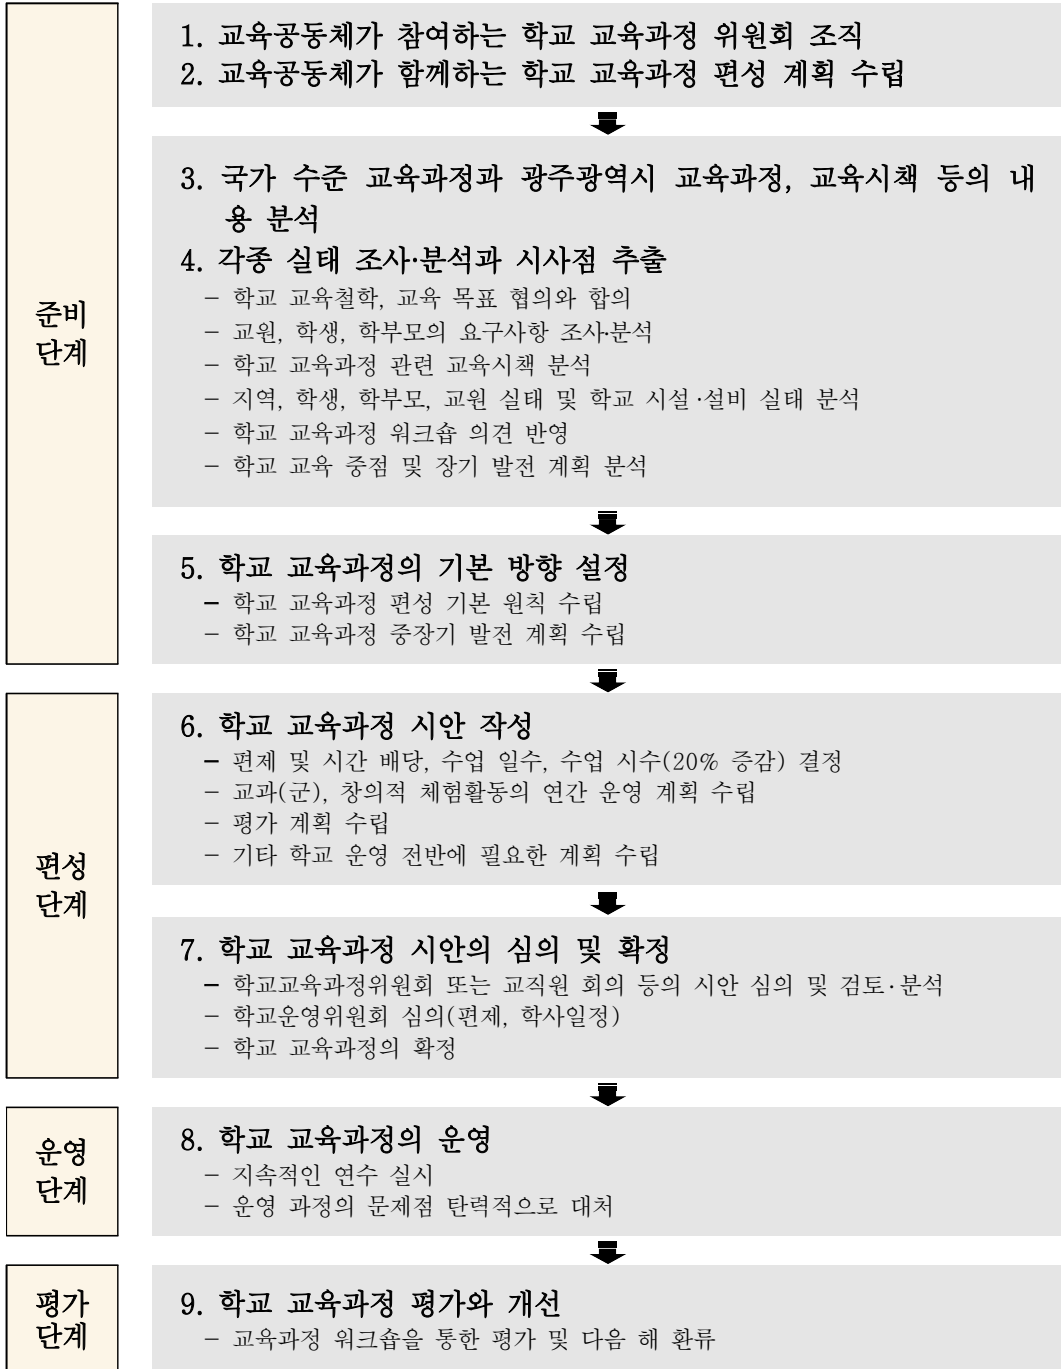 준비
단계
1. 교육공동체가 참여하는 학교 교육과정 위원회 조직
2. 교육공동체가 함께하는 학교 교육과정 편성 계획 수립
3. 국가 수준 교육과정과 광주광역시 교육과정, 교육시책 등의 내
용 분석
4. 각종 실태 조사·분석과 시사점 추출
- 학교 교육철학, 교육 목표 협의와 합의
- 교원, 학생, 학부모의 요구사항 조사·분석
- 학교 교육과정 관련 교육시책 분석
- 지역, 학생, 학부모, 교원 실태 및 학교 시설·설비 실태 분석
- 학교 교육과정 워크숍 의견 반영
- 학교 교육 중점 및 장기 발전 계획 분석
5. 학교 교육과정의 기본 방향 설정
- 학교 교육과정 편성 기본 원칙 수립
- 학교 교육과정 중장기 발전 계획 수립
편성
단계
6. 학교 교육과정 시안 작성
- 편제 및 시간 배당, 수업 일수, 수업 시수(20% 증감) 결정
- 교과(군), 창의적 체험활동의 연간 운영 계획 수립
- 평가 계획 수립
- 기타 학교 운영 전반에 필요한 계획 수립
7. 학교 교육과정 시안의 심의 및 확정
- 학교교육과정위원회 또는 교직원 회의 등의 시안 심의 및 검토·분석
- 학교운영위원회 심의(편제, 학사일정)
- 학교 교육과정의 확정
운영
단계
8. 학교 교육과정의 운영
- 지속적인 연수 실시
- 운영 과정의 문제점 탄력적으로 대처
평가
단계
9. 학교 교육과정 평가와 개선
- 교육과정 워크숍을 통한 평가 및 다음 해 환류